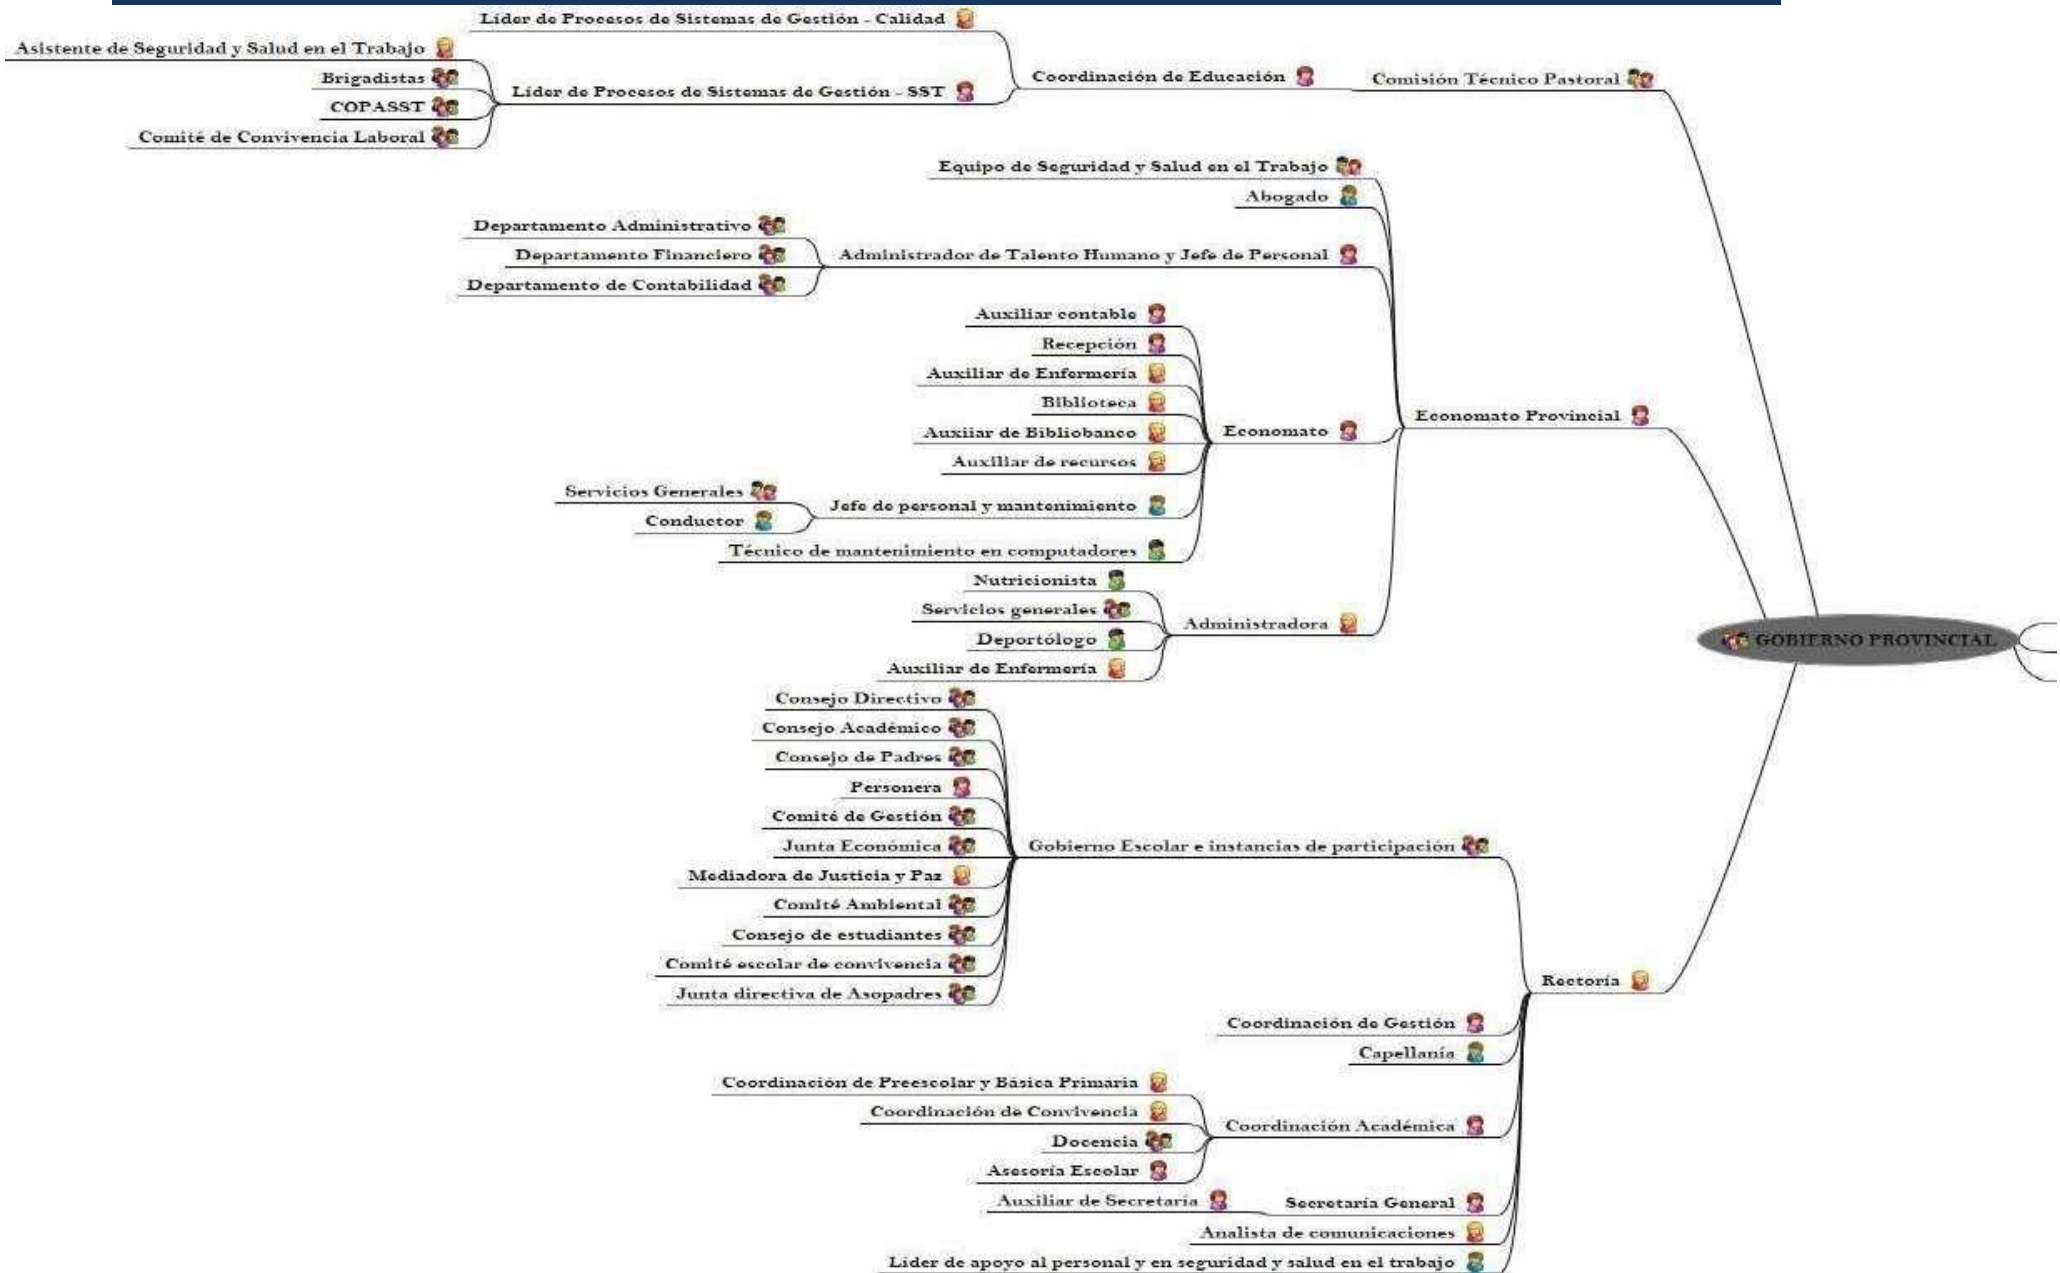 Líder de Procesos de Sistemas de Gestión - Calidad
Asistente de Seguridad y Salud en el Trabajo
Brigadistas
COPASST
Comité de Convivencia Laboral
Líder de Procesos de Sistemas de Gestión - SST
Coordinación de Educación
Comisión Técnico Pastoral
Equipo de Seguridad y Salud en el Trabajo
Abogado
Departamento Administrativo
Departamento Financiero
Departamento de Contabilidad
Administrador de Talento Humano y Jefe de Personal
Auxiliar contable
Recepción
Auxiliar de Enfermería
Biblioteca
Auxiiar de Bibliobanco
Auxiliar de recursos
Servicios Generales
Conductor
Jefe de personal y mantenimiento
Técnico de mantenimiento en computadores
Economato
Economato Provincial
Nutricionista
Servicios generales
Deportólogo
Auxiliar de Enfermería
Administradora
GOBIERNO PROVINCIAL
Consejo Directivo
Consejo Académico
Consejo de Padres
Personera
Comité de Gestión
Junta Económica
Mediadora de Justicia y Paz
Comité Ambiental
Consejo de estudiantes
Comité escolar de convivencia
Junta directiva de Asopadres
Gobierno Escolar e instancias de participación
Rectoría
Coordinación de Gestión
Capellanía
Coordinación de Preescolar y Básica Primaria
Coordinación de Convivencia
Docencia
Asesoría Escolar
Coordinación Académica
Auxiliar de Secretaría
Secretaría General
Analista de comunicaciones
Líder de apoyo al personal y en seguridad y salud en el trabajo